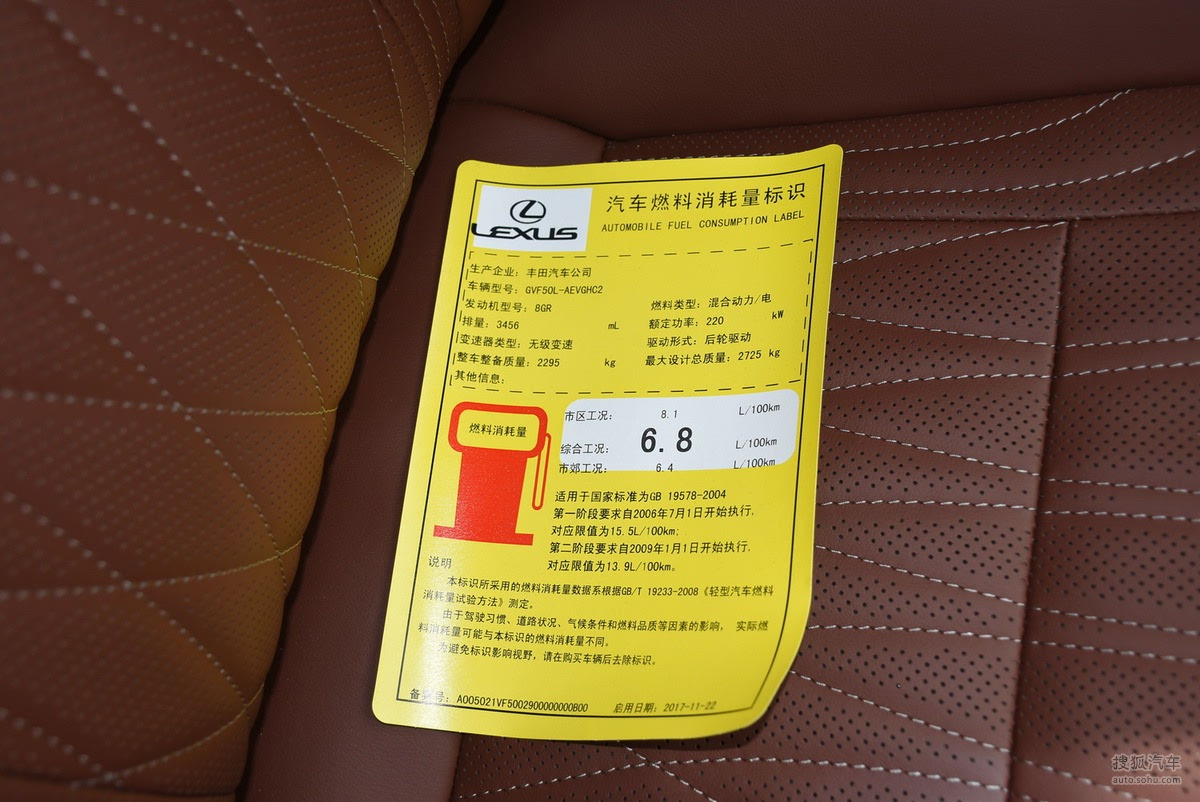 LEXUS
汽车燃料消耗量标识
AUTOMOBILE FUEL CONSUMPTION LABEL
生产企业: 丰田汽车公司
车辆型号: GVF50L-AEVGHC2
发动机型号: 8GR
燃料类型: 混合动力/电
排量: 3456 mL
额定功率: 220 kW
变速器类型: 无级变速
驱动形式: 后轮驱动
整车整备质量: 2295 kg
最大设计总质量: 2725 kg
其他信息:
燃料消耗量
市区工况: 8.1 L/100km
综合工况: 6.8 L/100km
市郊工况: 6.4 L/100km
适用于国家标准为GB 19578-2004
第一阶段要求自2006年7月1日开始执行,
对应限值为15.5L/100km;
第二阶段要求自2009年1月1日开始执行,
对应限值为13.9L/100km。
说明
本标识所采用的燃料消耗量数据系根据GB/T 19233-2008《轻型汽车燃料
消耗量试验方法》测定。
由于驾驶习惯、道路状况、气候条件和燃料品质等因素的影响, 实际燃
料消耗量可能与本标识的燃料消耗量不同。
为避免标识影响视野, 请在购买车辆后去除标识。
备案号: A005021VF500290000000B00 启用日期: 2017-11-22
搜狐汽车
auto.sohu.com